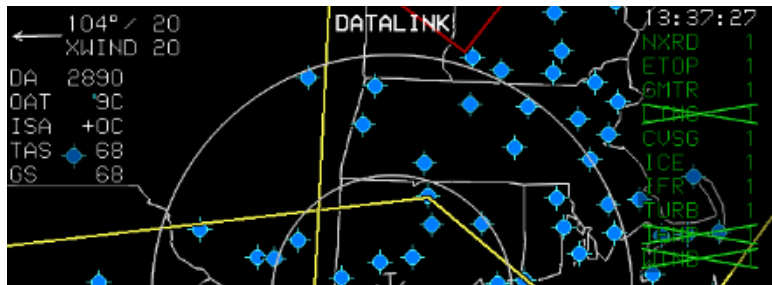 104° / 20
XWIND 20
DATALINK
13:37:27
DA 2890
OAT 9C
ISA +0C
TAS 68
GS 68
NXRD 1
ETOP 1
GMTR 1
1
CVSG 1
ICE 1
IFR 1
TURB 1